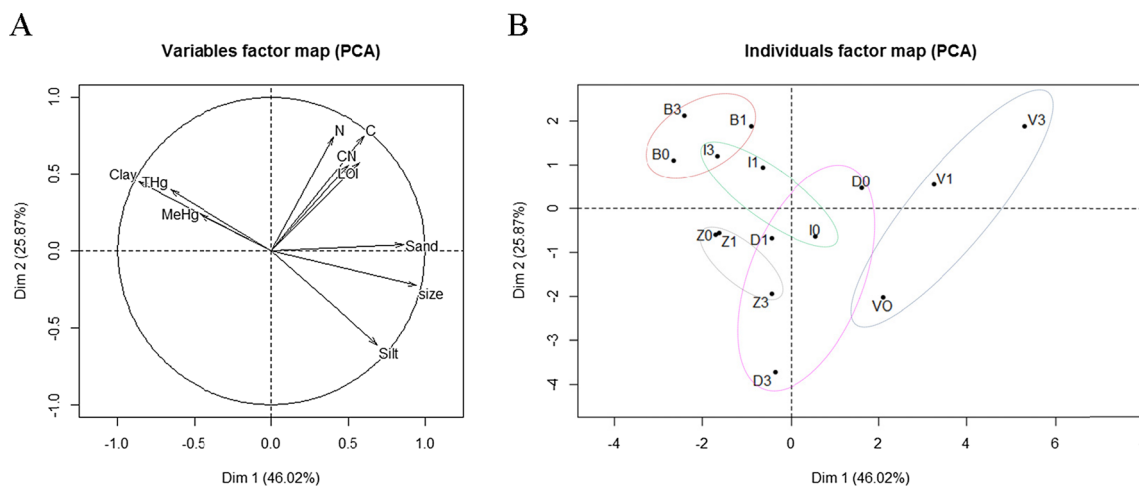 A
B
Variables factor map (PCA)
Individuals factor map (PCA)
Dim 2 (25.87%)
1.0
0.5
0.0
-0.5
-1.0
N
C
CN
LOI
Clay
THg
MeHg
Sand
size
Silt
-1.0 -0.5 0.0 0.5 1.0
Dim 1 (46.02%)
Dim 2 (25.87%)
2
1
0
-1
-2
-3
-4
B3
B1
V3
B0
I3
I1
D0
V1
Z0
Z1
D1
I0
Z3
VO
D3
-4 -2 0 2 4 6
Dim 1 (46.02%)